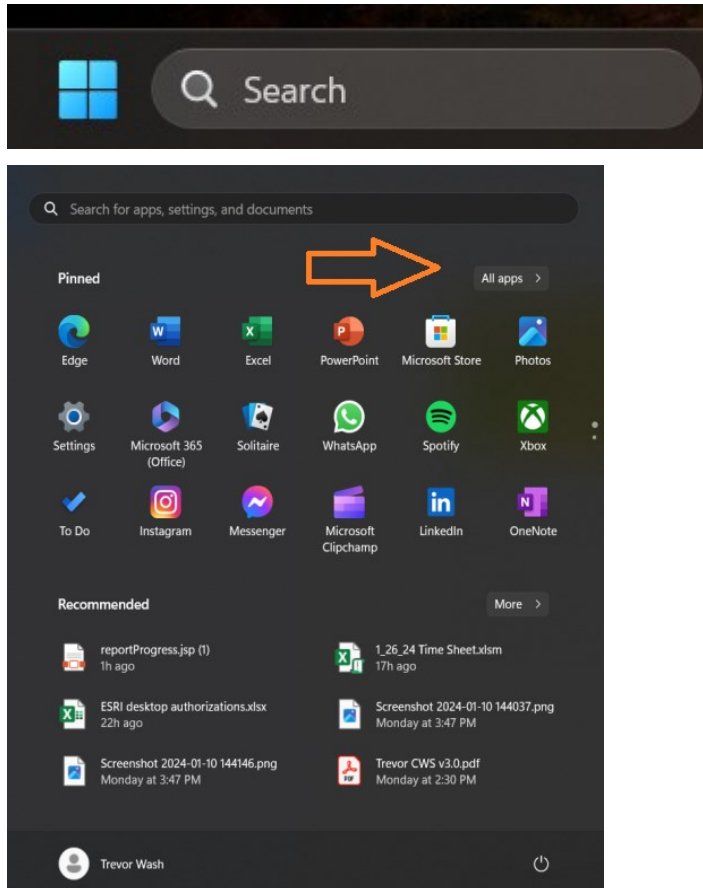 Search
Search for apps, settings, and documents
Pinned
All apps >
Edge
Word
Excel
PowerPoint
Microsoft Store
Photos
Settings
Microsoft 365
(Office)
Solitaire
WhatsApp
Spotify
Xbox
To Do
Instagram
Messenger
Microsoft
Clipchamp
LinkedIn
OneNote
Recommended
More >
reportProgress.jsp (1)
1h ago
1_26_24 Time Sheet.xlsm
17h ago
ESRI desktop authorizations.xlsx
22h ago
Screenshot 2024-01-10 144037.png
Monday at 3:47 PM
Screenshot 2024-01-10 144146.png
Monday at 3:47 PM
Trevor CWS v3.0.pdf
Monday at 2:30 PM
Trevor Wash